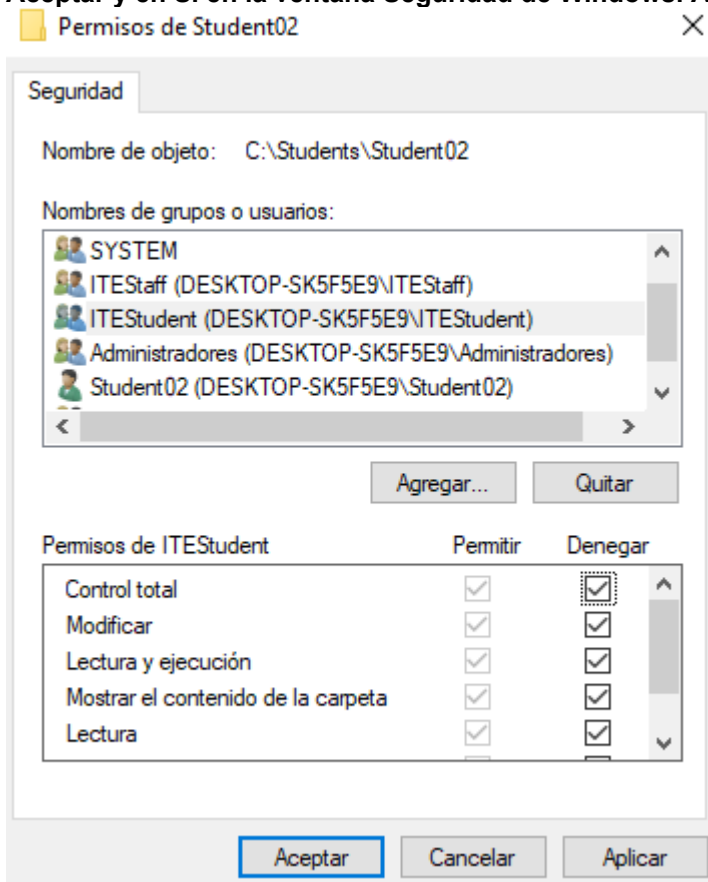 Aceptar y en Sí en la ventana Seguridad de Windows. A
Permisos de Student02
Seguridad
Nombre de objeto: C:\Students\Student02
Nombres de grupos o usuarios:
SYSTEM
ITEStaff (DESKTOP-SK5F5E9\ITEStaff)
ITEStudent (DESKTOP-SK5F5E9\ITEStudent)
Administradores (DESKTOP-SK5F5E9\Administradores)
Student02 (DESKTOP-SK5F5E9\Student02)
Agregar... Quitar
Permisos de ITEStudent Permitir Denegar
Control total
Modificar
Lectura y ejecución
Mostrar el contenido de la carpeta
Lectura
Aceptar Cancelar Aplicar